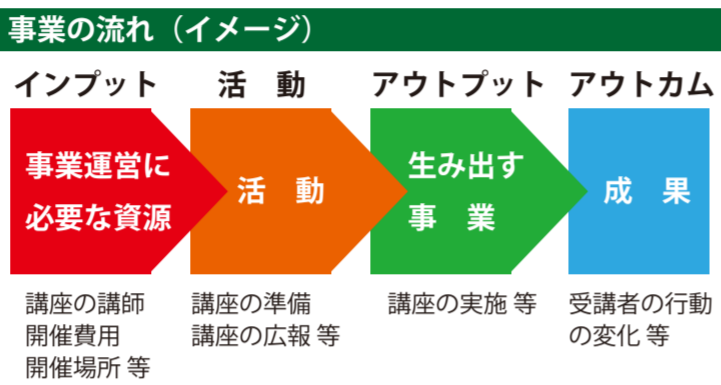 事業の流れ（イメージ）
インプット
活　動
アウトプット
アウトカム
事業運営に
必要な資源
活　動
生み出す
事　業
成　果
講座の講師
開催費用
開催場所 等
講座の準備
講座の広報 等
講座の実施 等
受講者の行動
の変化 等